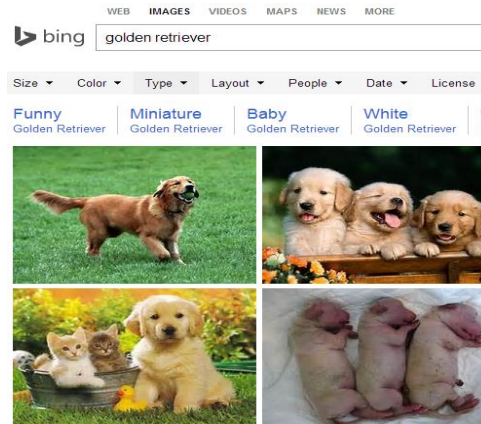 WEB IMAGES VIDEOS MAPS NEWS MORE
bing golden retriever
Size Color Type Layout People Date License
Funny Miniature Baby White
Golden Retriever Golden Retriever Golden Retriever Golden Retriever